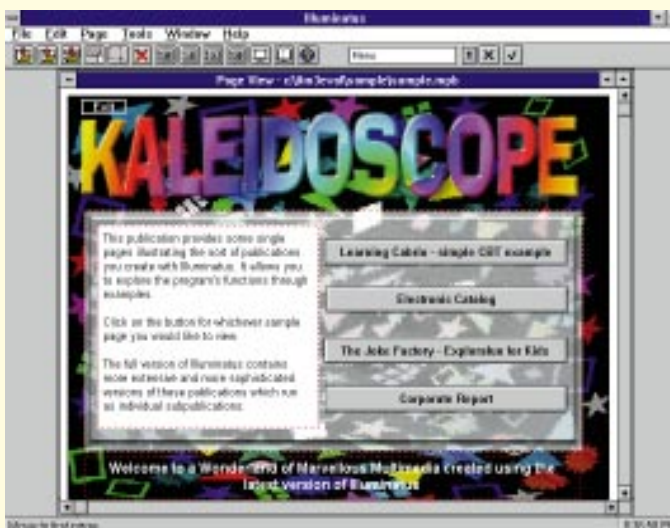 Illuminatus
File Edit Page Tools Window Help
Menu
Page View - c:\ilm3eval\sample\sample.mpb
Exit
KALEIDOSCOPE
This publication provides some single
pages illustrating the sort of publications
you create with Illuminatus. It allows you
to explore the program's functions through
examples.
Click on the button for whichever sample
page you would like to view.
The full version of Illuminatus contains
more extensive and more sophisticated
versions of these publications which run
as individual subpublications.
Learning Cabrio - simple CBT example
Electronic Catalog
The Joke Factory - Exploration for Kids
Corporate Report
Welcome to a Wonderland of Marvellous Multimedia created using the
latest version of Illuminatus